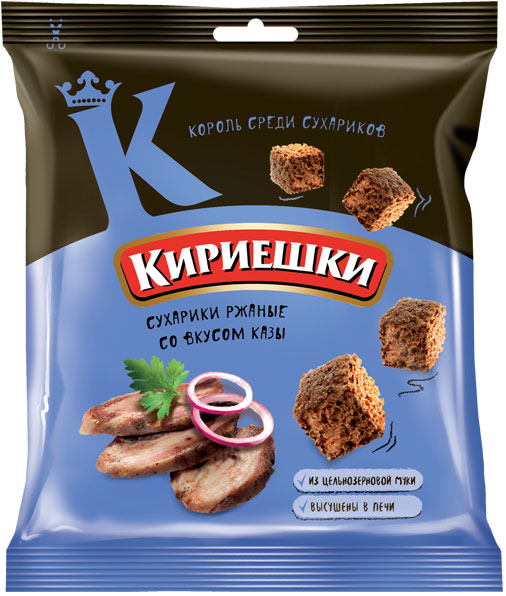 К
КОРОЛЬ СРЕДИ СУХАРИКОВ
КИРИЕШКИ
СУХАРИКИ РЖАНЫЕ
СО ВКУСОМ КАЗЫ
ИЗ ЦЕЛЬНОЗЕРНОВОЙ МУКИ
ВЫСУШЕНЫ В ПЕЧИ